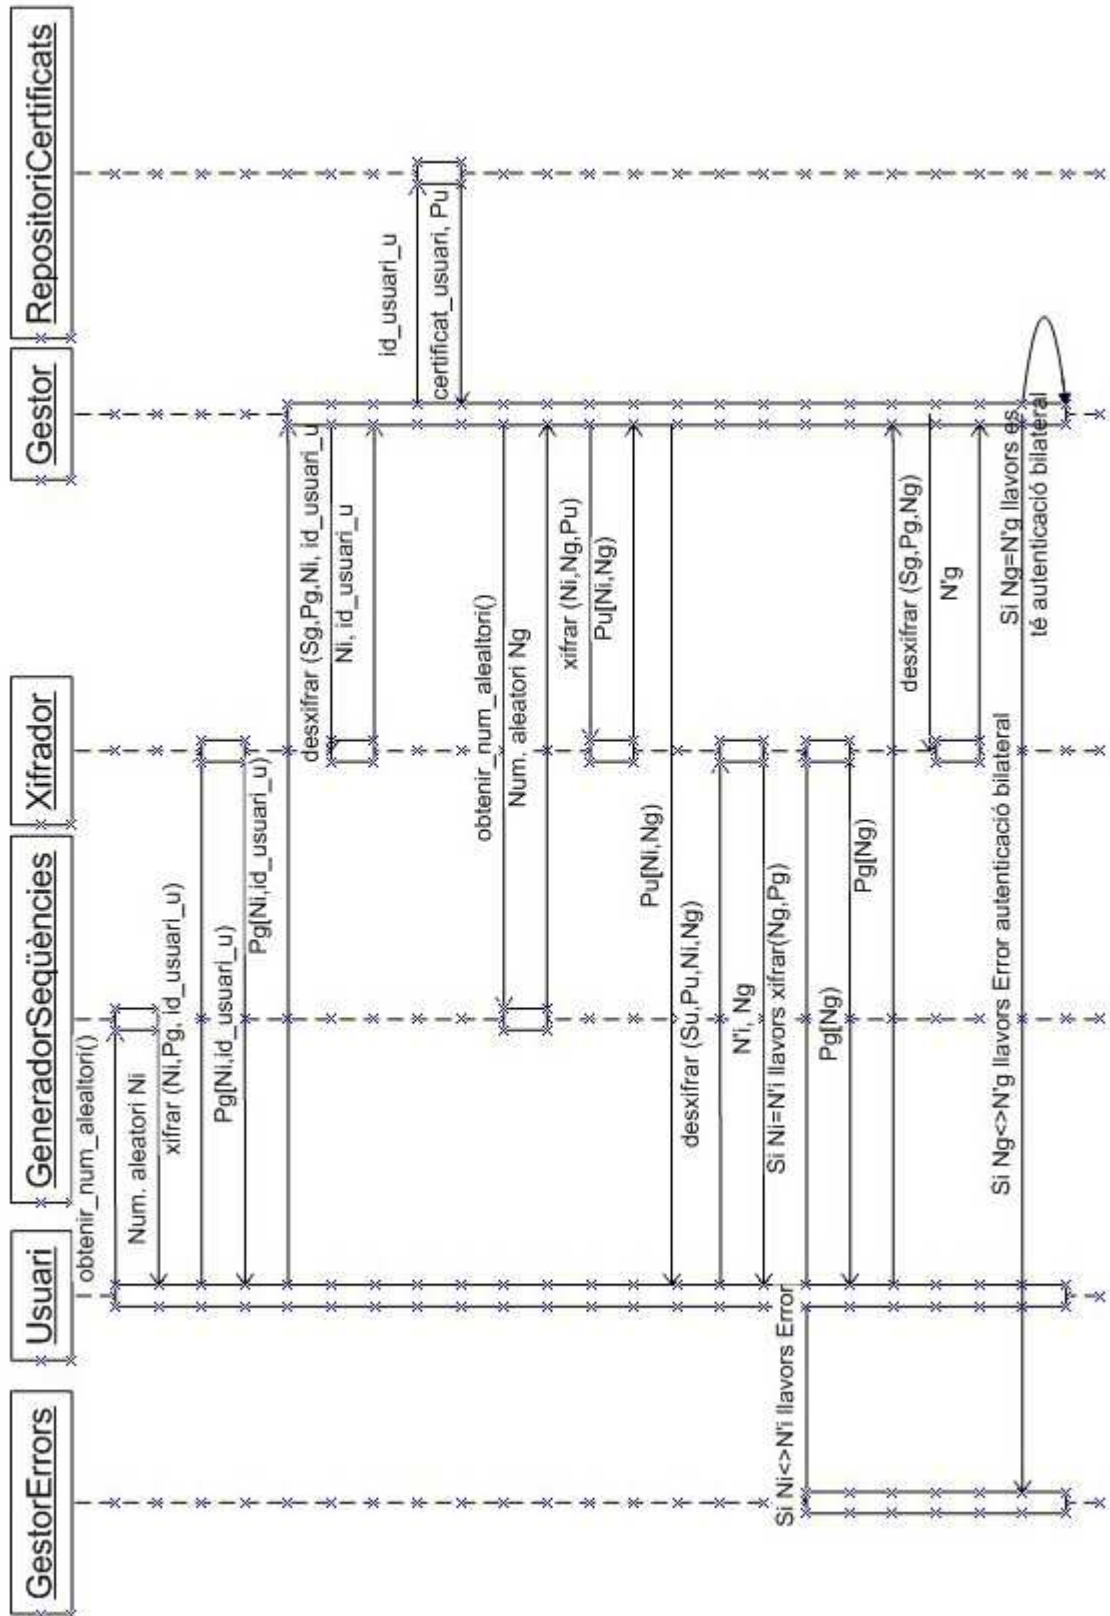 GestorErrors
Usuari
GeneradorSeqüències
Xifrador
Gestor
RepositoriCertificats
obtenir_num_alealtori()
Num. aleatori Ni
xifrar (Ni,Pg, id_usuari_u)
Pg[Ni,id_usuari_u)
Pg[Ni,id_usuari_u)
desxifrar (Sg,Pg,Ni, id_usuari_u
Ni, id_usuari_u
id_usuari_u
certificat_usuari, Pu
obtenir_num_alealtori()
Num. aleatori Ng
xifrar (Ni,Ng,Pu)
Pu[Ni,Ng)
Pu[Ni,Ng)
desxifrar (Su,Pu,Ni,Ng)
N'i, Ng
Si Ni=N'i llavors xifrar(Ng,Pg)
Si Ni<>N'i llavors Error
Pg[Ng)
Pg[Ng)
desxifrar (Sg,Pg,Ng)
N'g
Si Ng<>N'g llavors Error autenticació bilateral
Si Ng=N'g llavors es
té autenticació bilateral